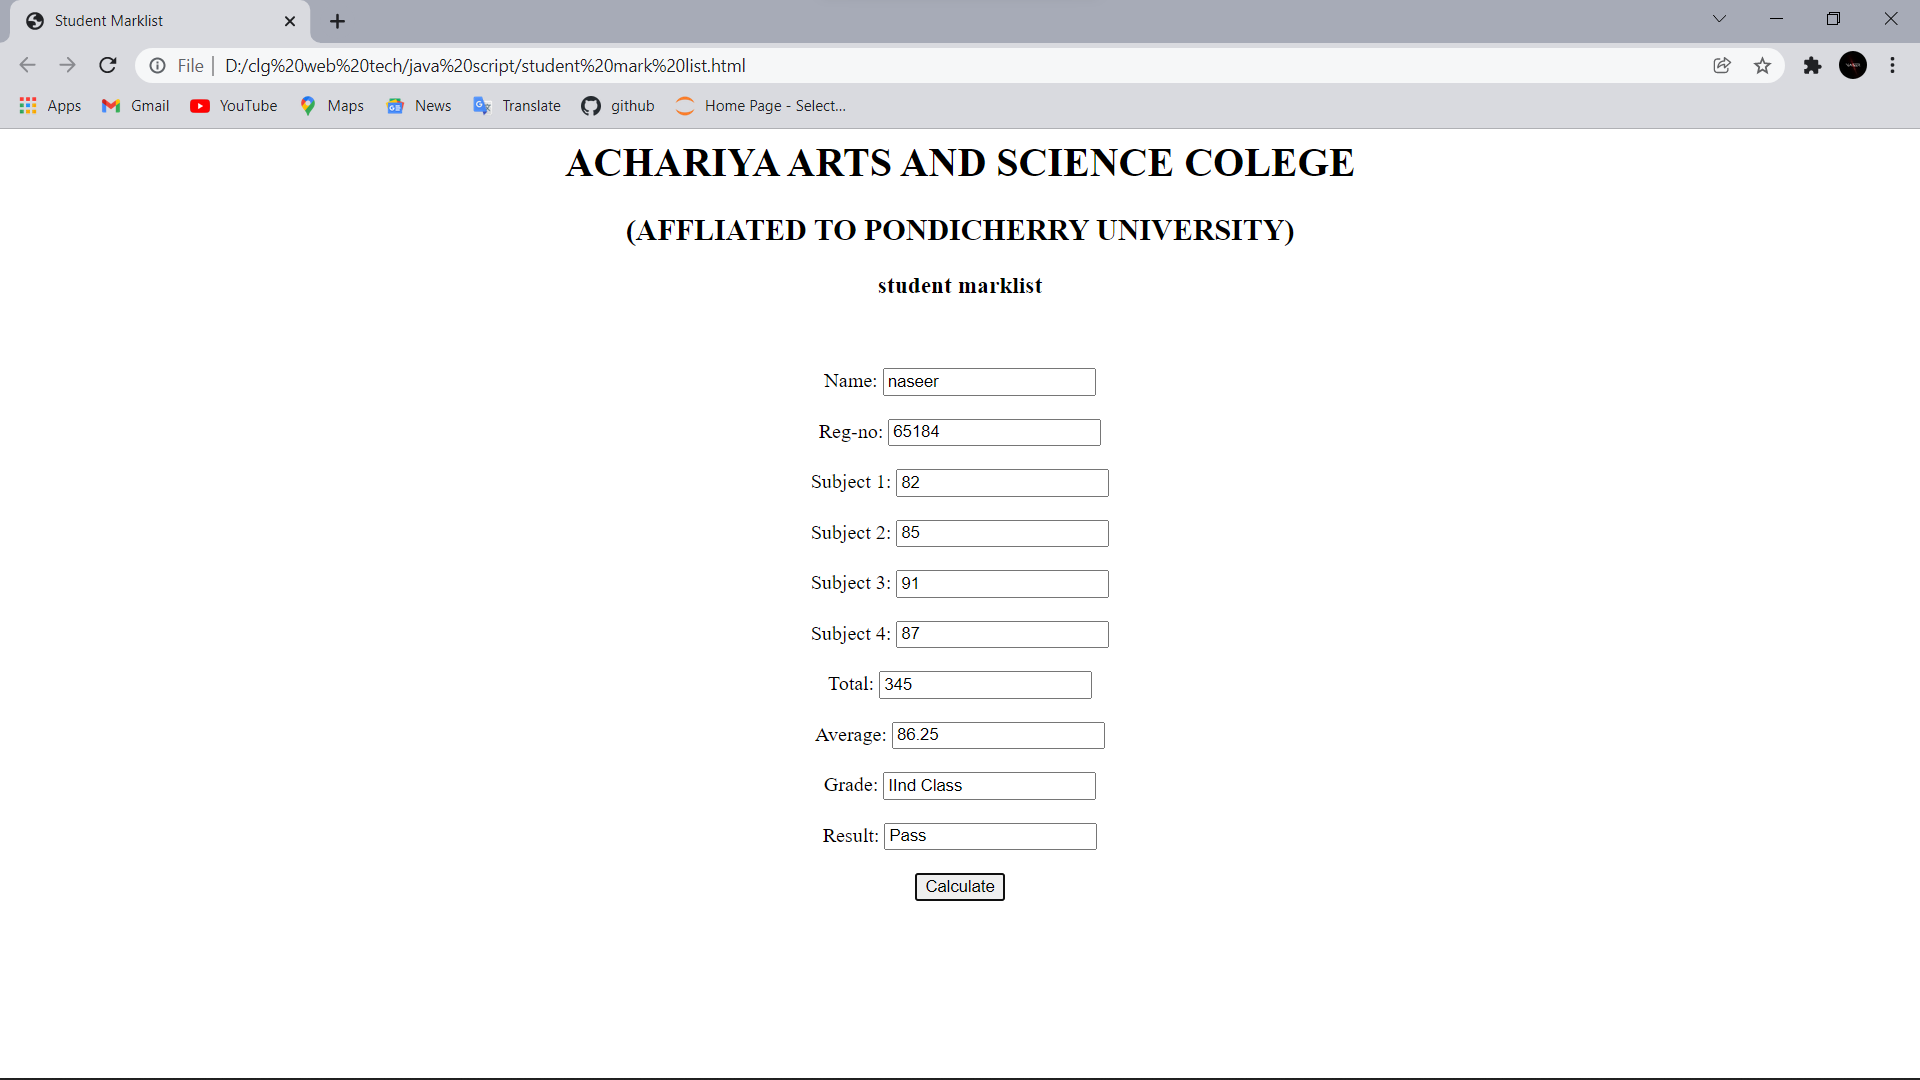 Student Marklist
File | D:/clg%20web%20tech/java%20script/student%20mark%20list.html
Apps Gmail YouTube Maps News Translate github Home Page - Select...
ACHARIYA ARTS AND SCIENCE COLEGE
(AFFLIATED TO PONDICHERRY UNIVERSITY)
student marklist
Name: naseer
Reg-no: 65184
Subject 1: 82
Subject 2: 85
Subject 3: 91
Subject 4: 87
Total: 345
Average: 86.25
Grade: IInd Class
Result: Pass
Calculate